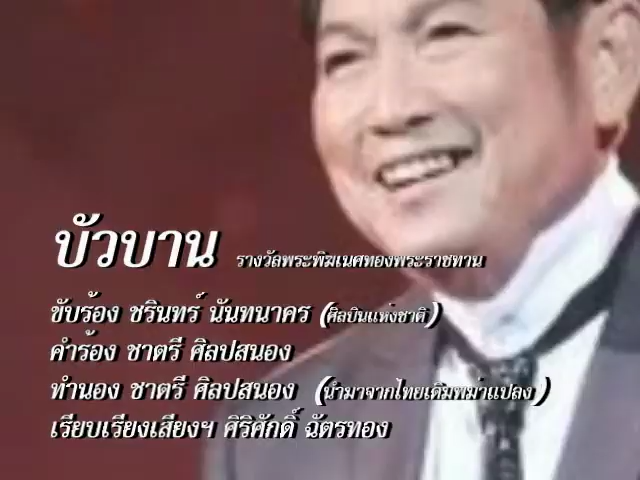 บัวบาน รางวัลพระพิฆเนศทองพระราชทาน
ขับร้อง ชรินทร์ นันทนาคร (ศิลปินแห่งชาติ)
คำร้อง ชาตรี ศิลปสนอง
ทำนอง ชาตรี ศิลปสนอง (นำมาจากไทยเดิมพม่าแปลง)
เรียบเรียงเสียงฯ ศิริศักดิ์ ฉัตรทอง